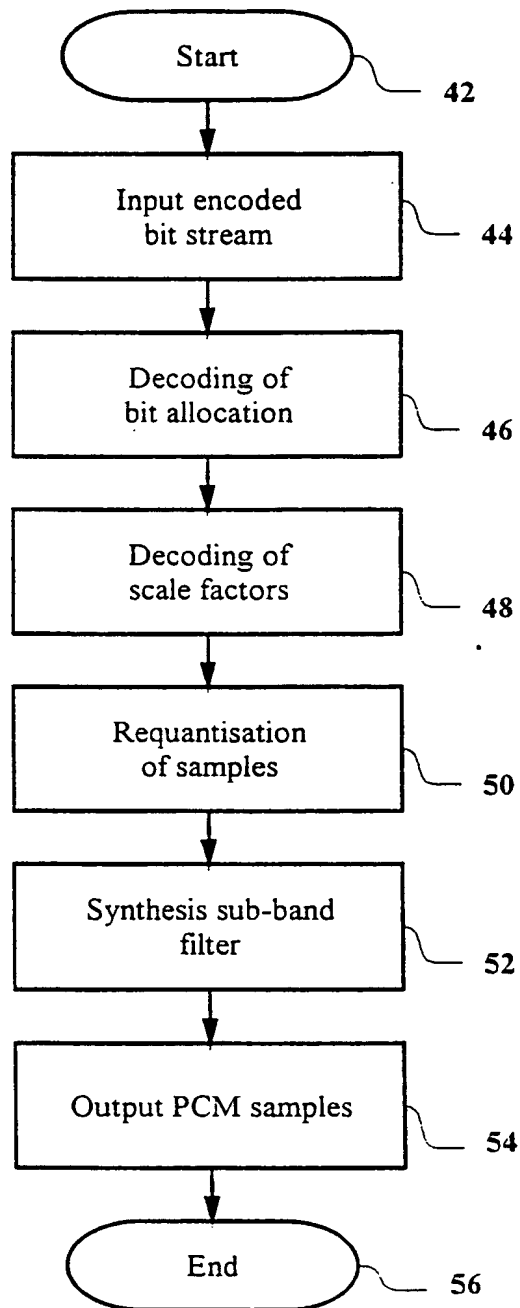 Start
42
Input encoded
bit stream
44
Decoding of
bit allocation
46
Decoding of
scale factors
48
Requantisation
of samples
50
Synthesis sub-band
filter
52
Output PCM samples
54
End
56